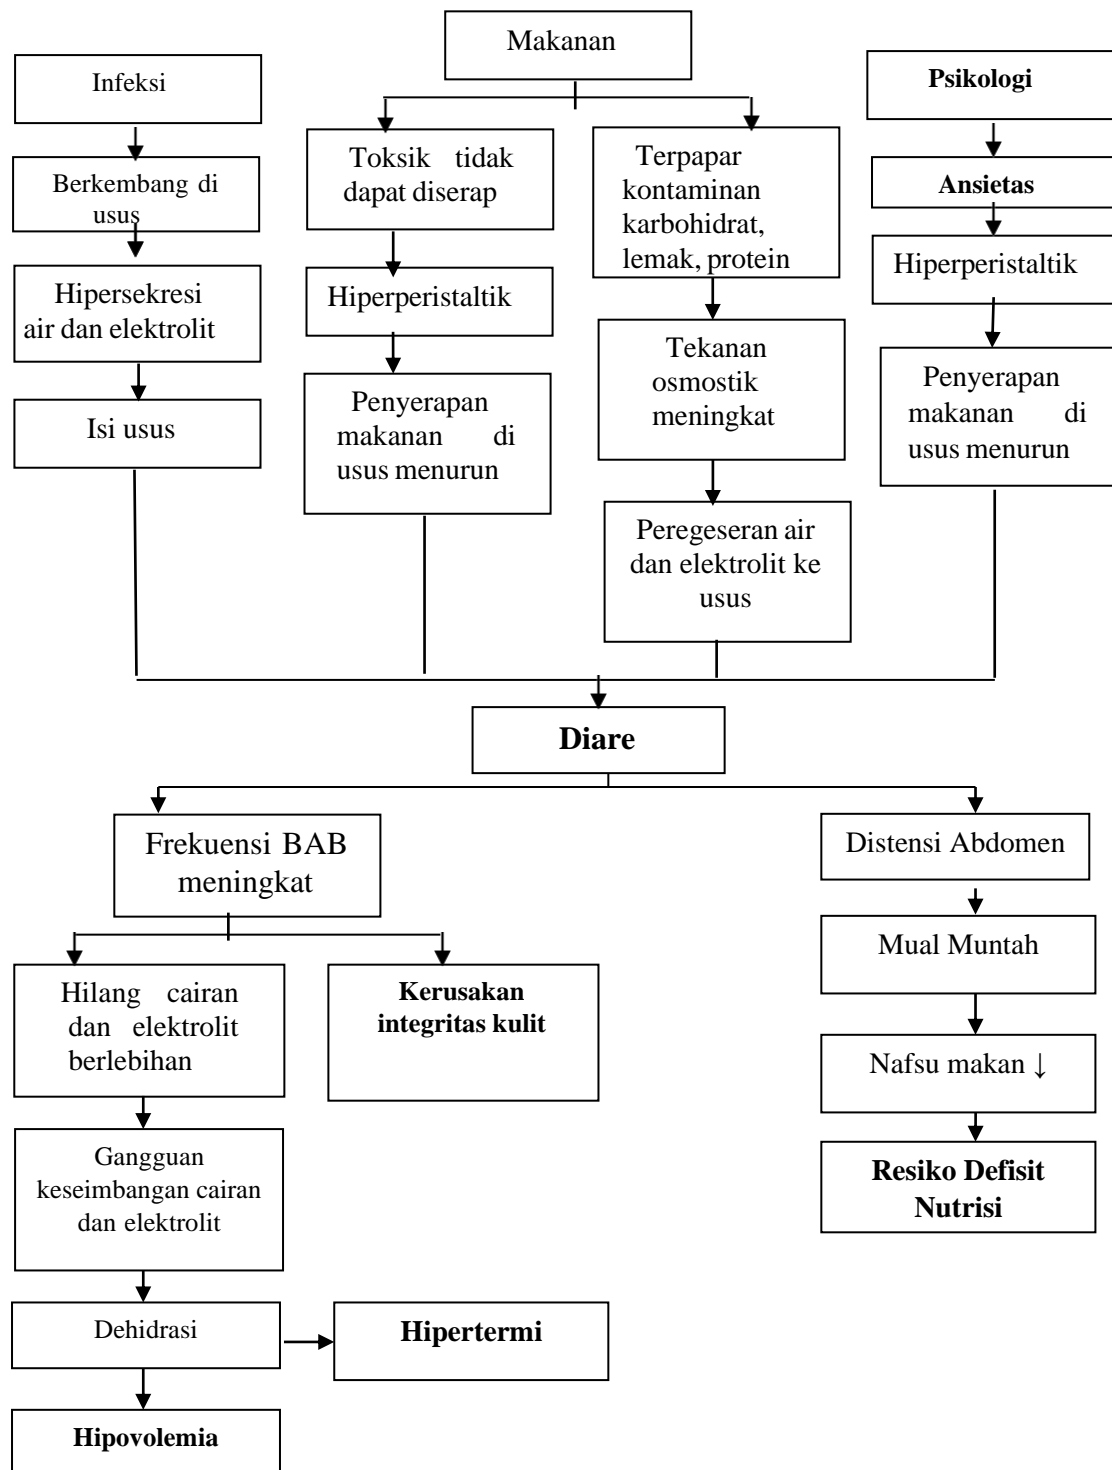 Makanan
Infeksi
Psikologi
Toksik tidak
dapat diserap
Terpapar
kontaminan
karbohidrat,
lemak, protein
Berkembang di
usus
Ansietas
Hipersekresi
air dan elektrolit
Hiperperistaltik
Hiperperistaltik
Tekanan
osmostik
meningkat
Isi usus
Penyerapan
makanan di
usus menurun
Penyerapan
makanan di
usus menurun
Peregeseran air
dan elektrolit ke
usus
Diare
Frekuensi BAB
meningkat
Distensi Abdomen
Mual Muntah
Hilang cairan
dan elektrolit
berlebihan
Kerusakan
integritas kulit
Nafsu makan ↓
Gangguan
keseimbangan cairan
dan elektrolit
Resiko Defisit
Nutrisi
Dehidrasi
Hipertermi
Hipovolemia